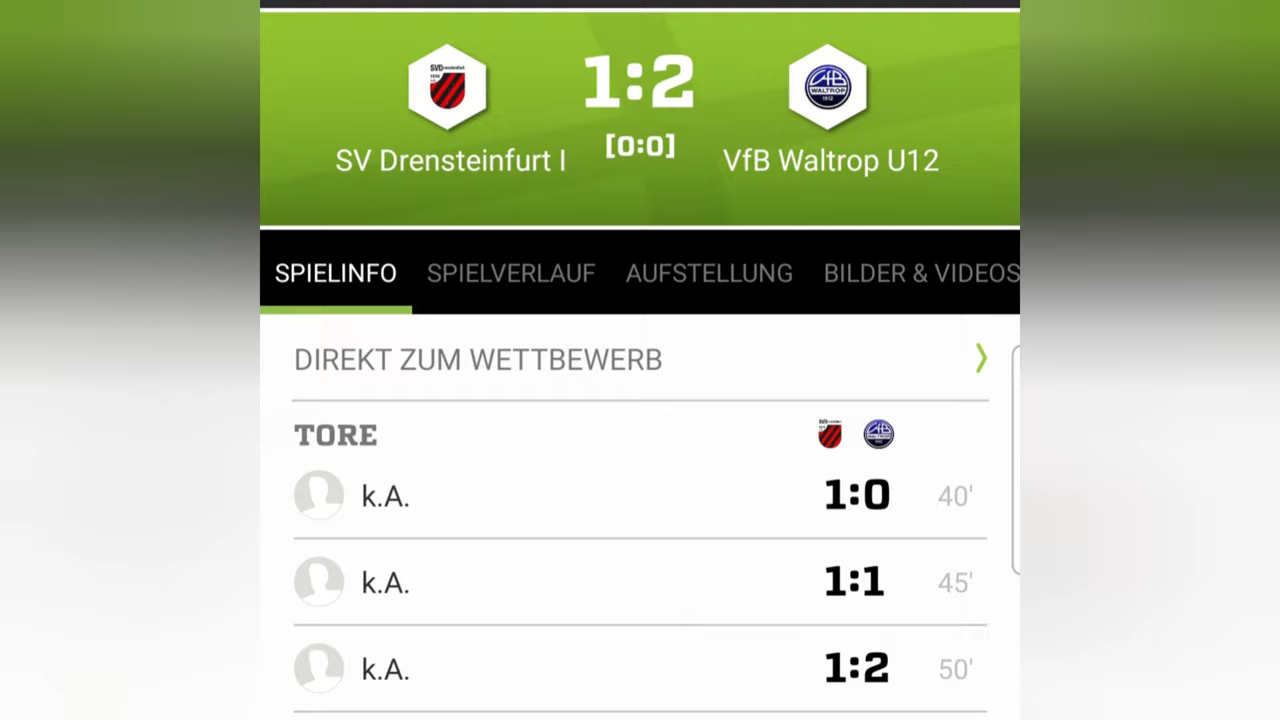 1:2
[0:0]
SV Drensteinfurt I
VfB Waltrop U12
SPIELINFO SPIELVERLAUF AUFSTELLUNG BILDER & VIDEOS
DIREKT ZUM WETTBEWERB
TORE
k.A. 1:0 40'
k.A. 1:1 45'
k.A. 1:2 50'